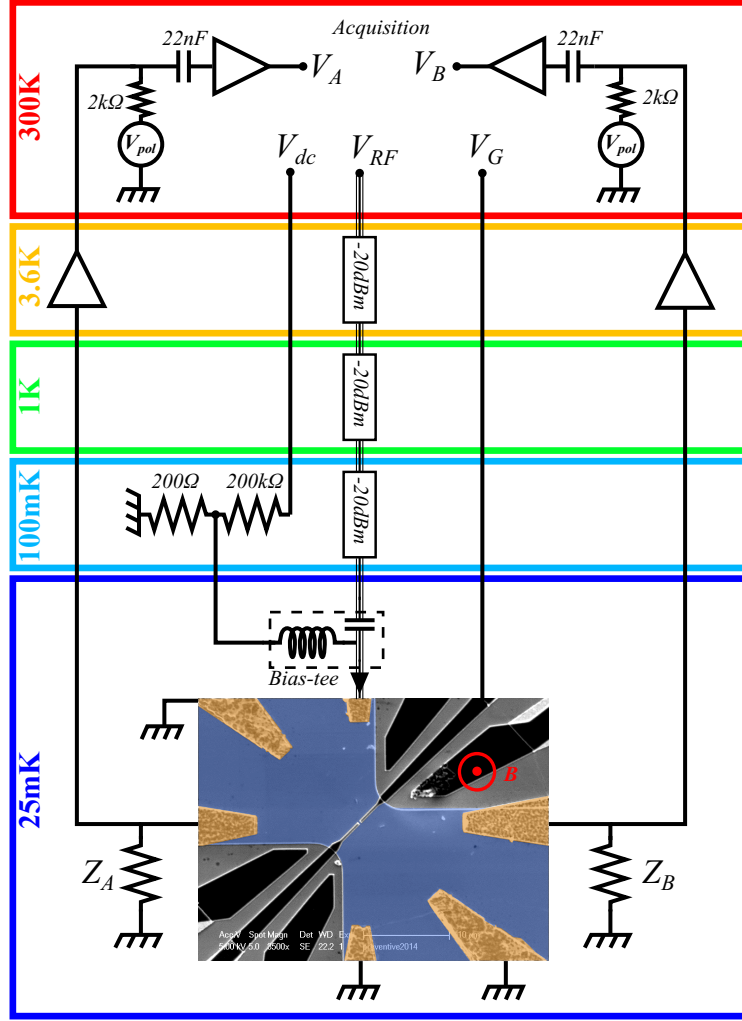 22nF
Acquisition
22nF
V_A
V_B
2kΩ
2kΩ
V_pol
V_pol
300K
V_dc
V_RF
V_G
3.6K
-20dBm
1K
-20dBm
200Ω
200kΩ
-20dBm
100mK
Bias-tee
B
25mK
Z_A
Z_B
Acc.V Spot Magn Det WD
5.00 kV 5.0 3500x SE 22.2 1